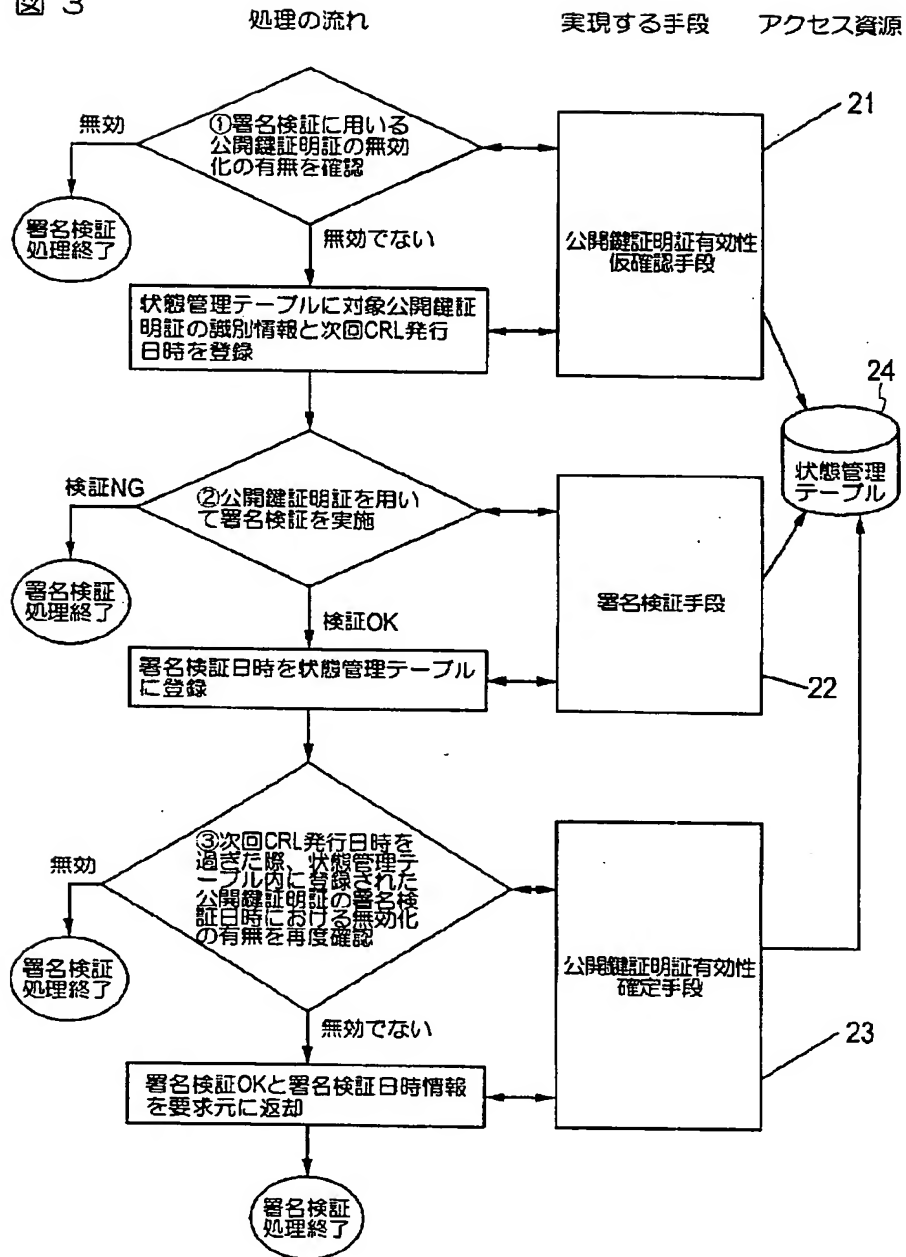 図 3
処理の流れ
実現する手段
アクセス資源
無効
①署名検証に用いる
公開鍵証明証の無効
化の有無を確認
21
署名検証
処理終了
無効でない
公開鍵証明証有効性
仮確認手段
状態管理テーブルに対象公開鍵証
明証の識別情報と次回CRL発行
日時を登録
24
状態管理
テーブル
検証NG
②公開鍵証明証を用い
て署名検証を実施
署名検証
処理終了
署名検証手段
検証OK
署名検証日時を状態管理テーブル
に登録
22
無効
③次回CRL発行日時を
過ぎた際、状態管理テ
ーブル内に登録された
公開鍵証明証の署名検
証日時における無効化
の有無を再度確認
署名検証
処理終了
公開鍵証明証有効性
確定手段
無効でない
23
署名検証OKと署名検証日時情報
を要求元に返却
署名検証
処理終了